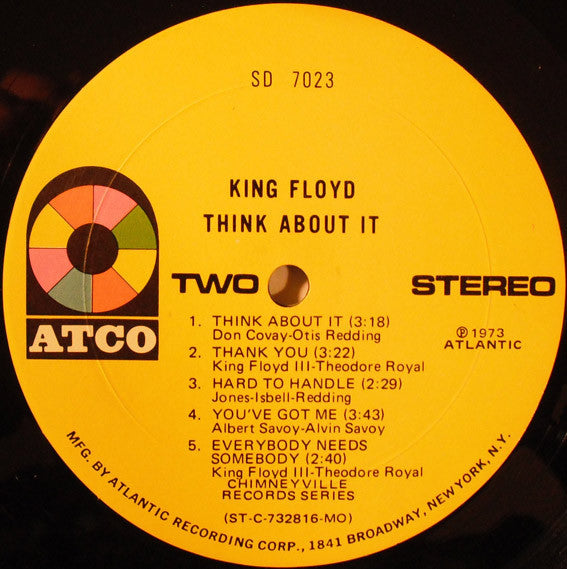 SD 7023
KING FLOYD
THINK ABOUT IT
ATCO
TWO
STEREO
℗ 1973
ATLANTIC
1. THINK ABOUT IT (3:18)
Don Covay-Otis Redding
2. THANK YOU (3:22)
King Floyd III-Theodore Royal
3. HARD TO HANDLE (2:29)
Jones-Isbell-Redding
4. YOU'VE GOT ME (3:43)
Albert Savoy-Alvin Savoy
5. EVERYBODY NEEDS
SOMEBODY (2:40)
King Floyd III-Theodore Royal
CHIMNEYVILLE
RECORDS SERIES
(ST-C-732816-MO)
MFG. BY ATLANTIC RECORDING CORP., 1841 BROADWAY, NEW YORK, N.Y.